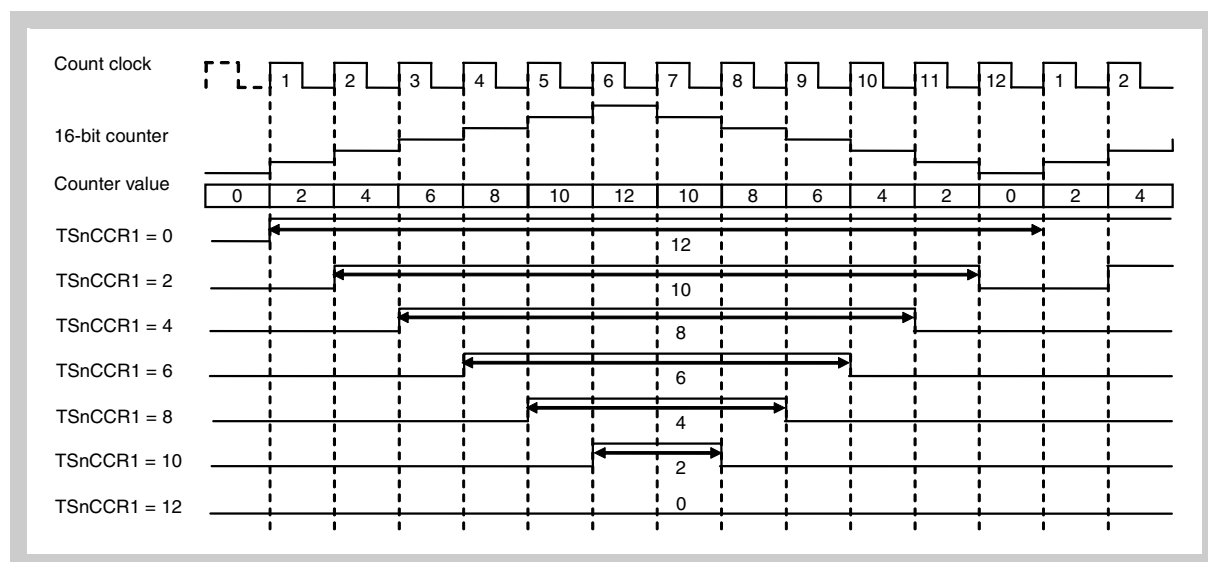 Count clock
1 2 3 4 5 6 7 8 9 10 11 12 1 2
16-bit counter
Counter value
0 2 4 6 8 10 12 10 8 6 4 2 0 2 4
TSnCCR1 = 0
12
TSnCCR1 = 2
10
TSnCCR1 = 4
8
TSnCCR1 = 6
6
TSnCCR1 = 8
4
TSnCCR1 = 10
2
TSnCCR1 = 12
0